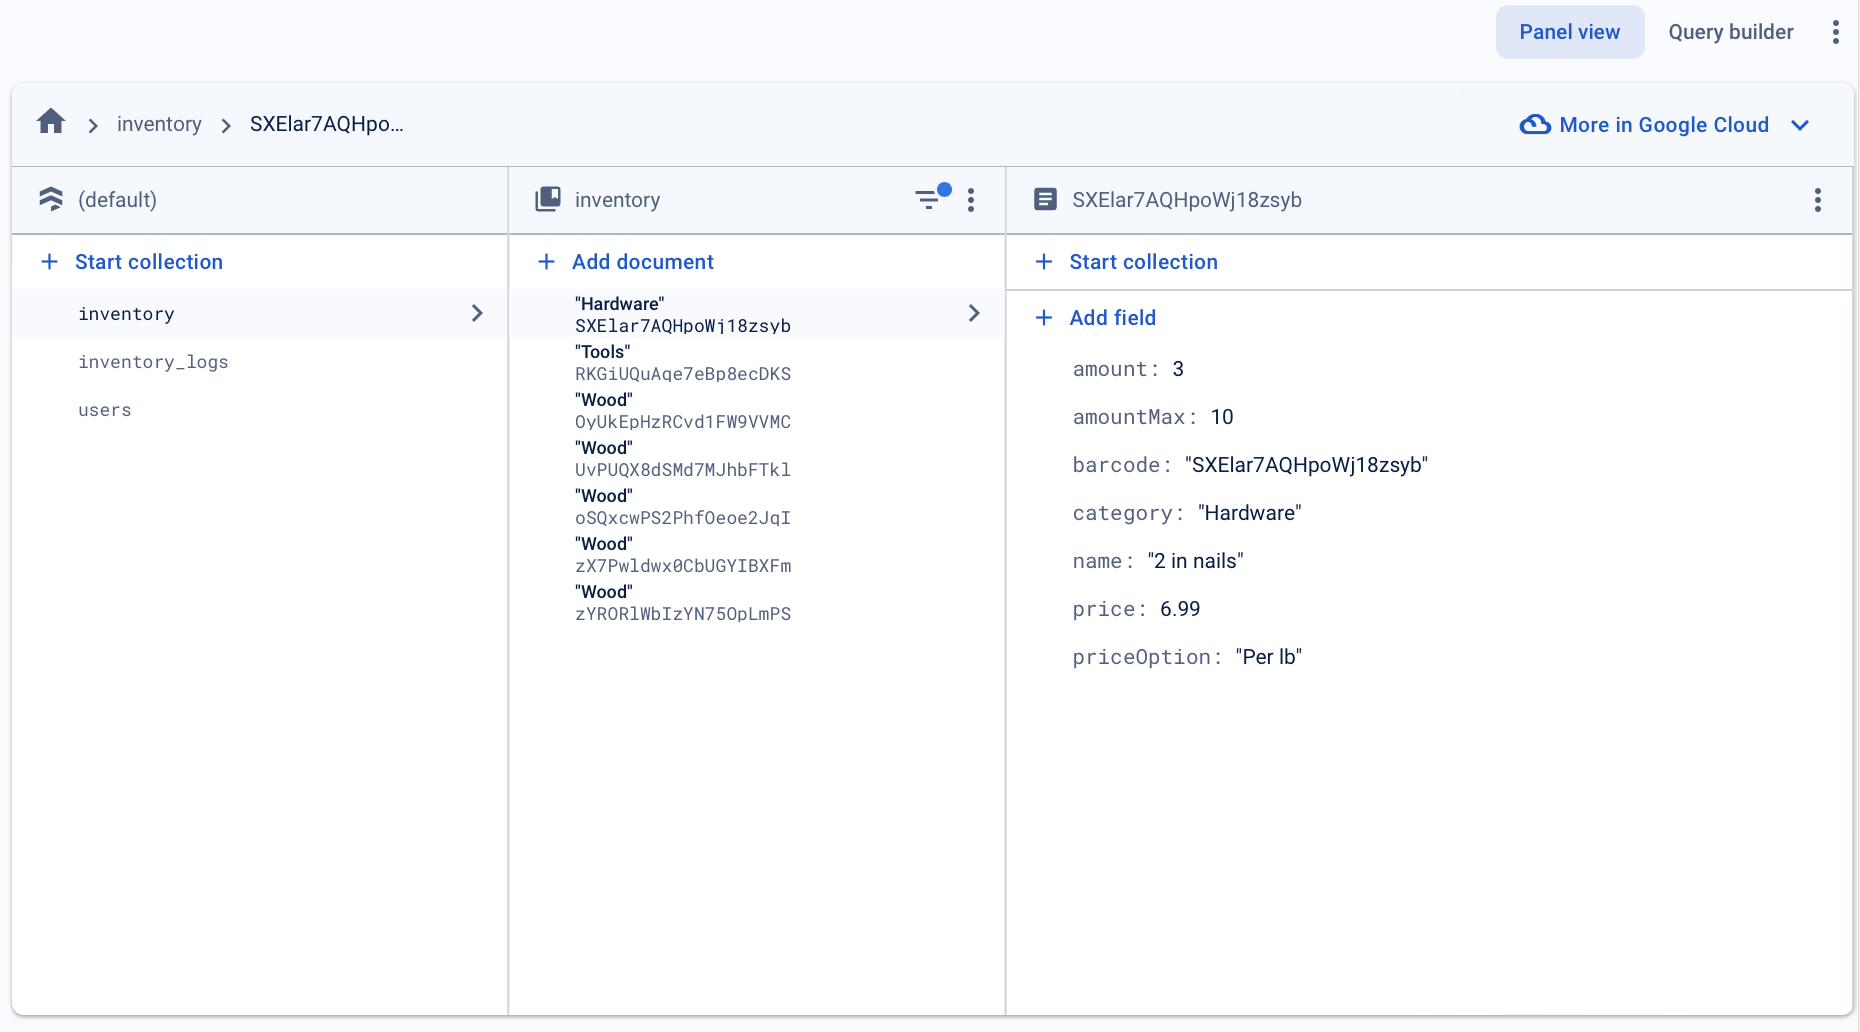 Panel view Query builder
inventory SXElar7AQHpo...
More in Google Cloud
(default)
Start collection
inventory
inventory_logs
users
inventory
Add document
"Hardware"
SXElar7AQHpoWj18zsyb
"Tools"
RKGiUQuAqe7eBp8ecDKS
"Wood"
OyUkEpHzRCvd1FW9VVMC
"Wood"
UvPUQX8dSMd7MJhbFTkl
"Wood"
oSQxcwPS2PhfOeoe2JqI
"Wood"
zX7Pwldwx0CbUGYIBXFm
"Wood"
zYRORlWbIzYN75OpLmPS
SXElar7AQHpoWj18zsyb
Start collection
Add field
amount: 3
amountMax: 10
barcode: "SXElar7AQHpoWj18zsyb"
category: "Hardware"
name: "2 in nails"
price: 6.99
priceOption: "Per lb"